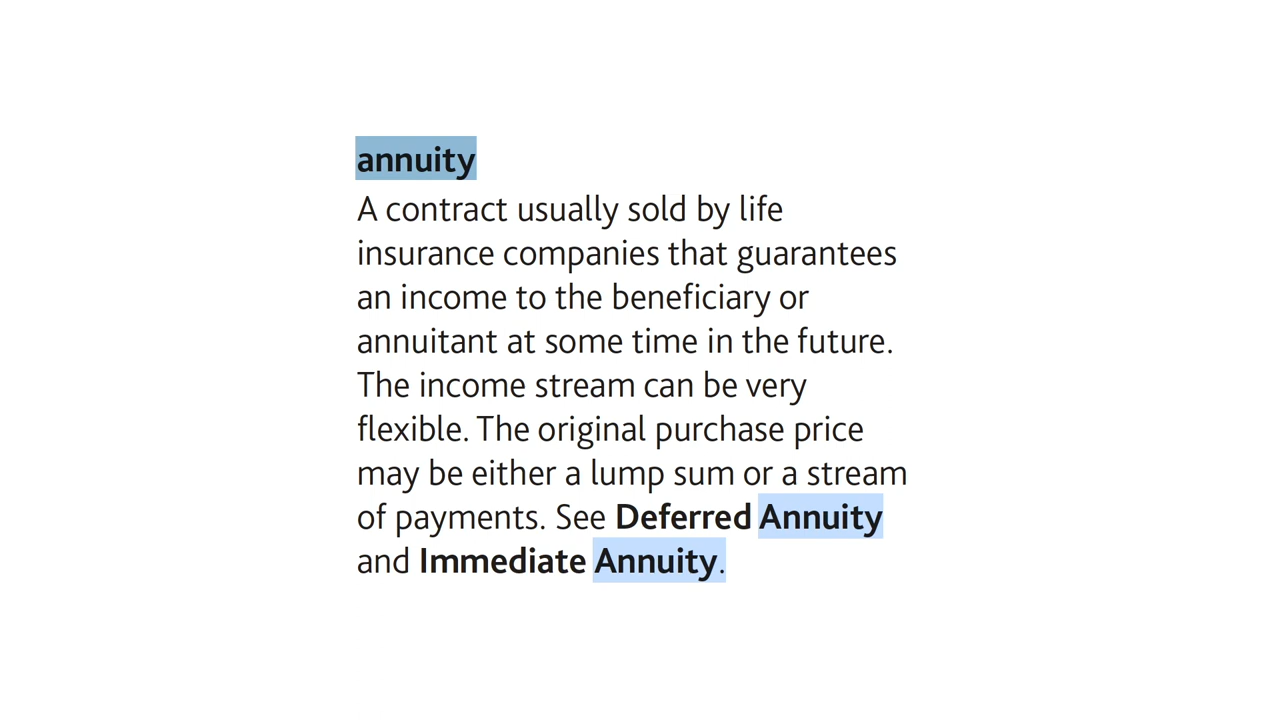 annuity
A contract usually sold by life
insurance companies that guarantees
an income to the beneficiary or
annuitant at some time in the future.
The income stream can be very
flexible. The original purchase price
may be either a lump sum or a stream
of payments. See Deferred Annuity
and Immediate Annuity.